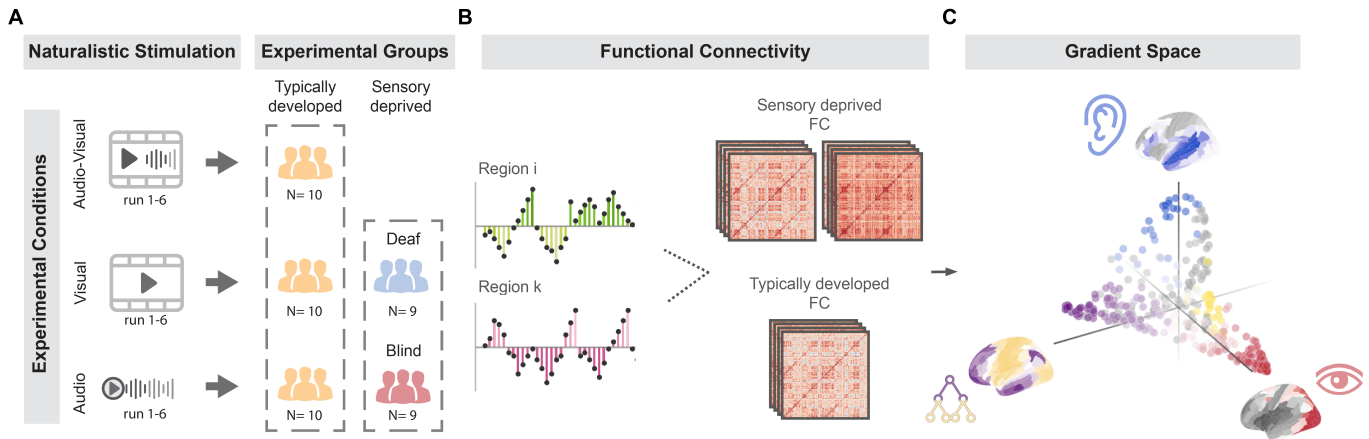 A
B
C
Naturalistic Stimulation
Experimental Groups
Functional Connectivity
Gradient Space
Typically
developed
Sensory
deprived
Experimental Conditions
Audio-Visual
run 1-6
N= 10
Visual
run 1-6
N= 10
Deaf
N= 9
Audio
run 1-6
N= 10
Blind
N= 9
Region i
Region k
Sensory deprived
FC
Typically developed
FC